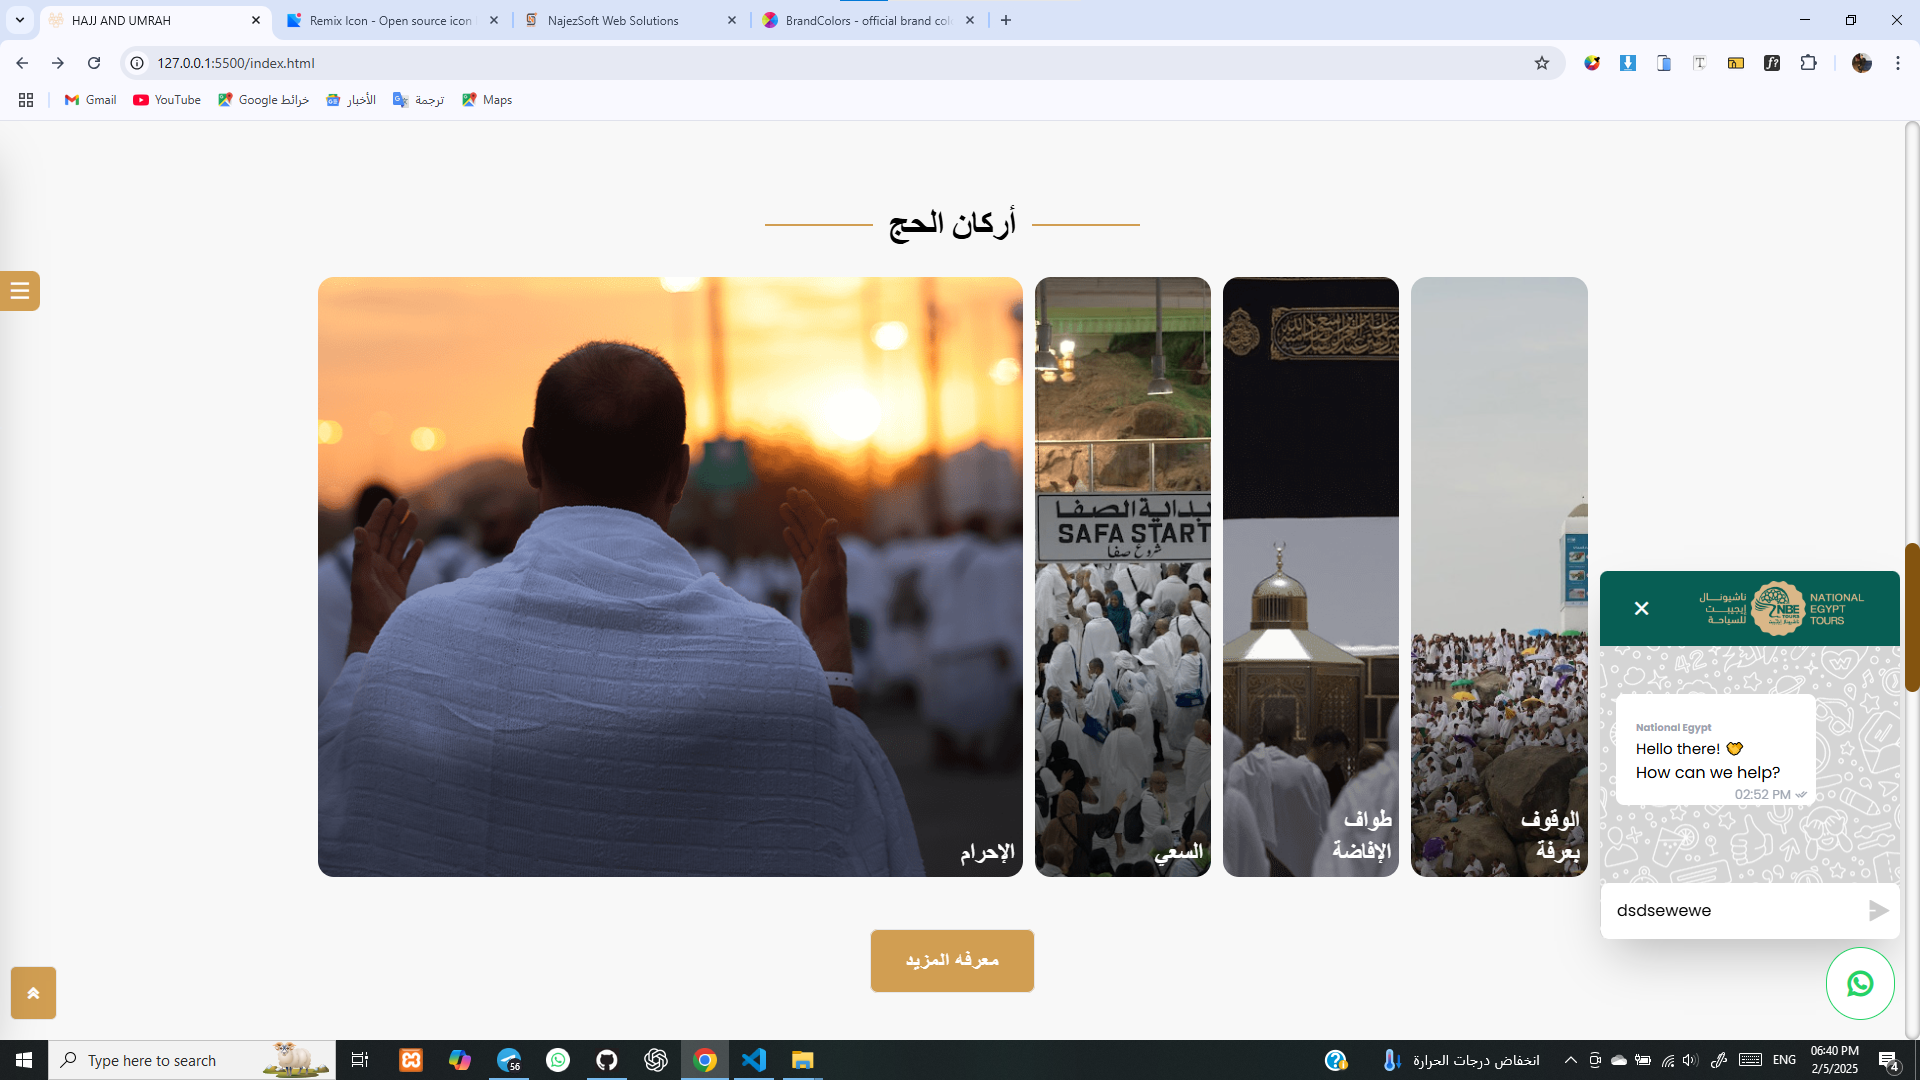 HAJJ AND UMRAH
Remix Icon - Open source icon
NajezSoft Web Solutions
BrandColors - official brand col
127.0.0.1:5500/index.html
Gmail
YouTube
خرائط Google
الأخبار
ترجمة
Maps
أركان الحج
بداية الصفا
SAFA START
شروع صفا
الإحرام
السعي
طواف
الإفاضة
الوقوف
بعرفة
ناشيونال
إيجيبت
للسياحة
NBE
TOURS
NATIONAL
EGYPT
TOURS
National Egypt
Hello there!
How can we help?
02:52 PM
dsdsewewe
معرفه المزيد
Type here to search
56
انخفاض درجات الحرارة
ENG
06:40 PM
2/5/2025
4